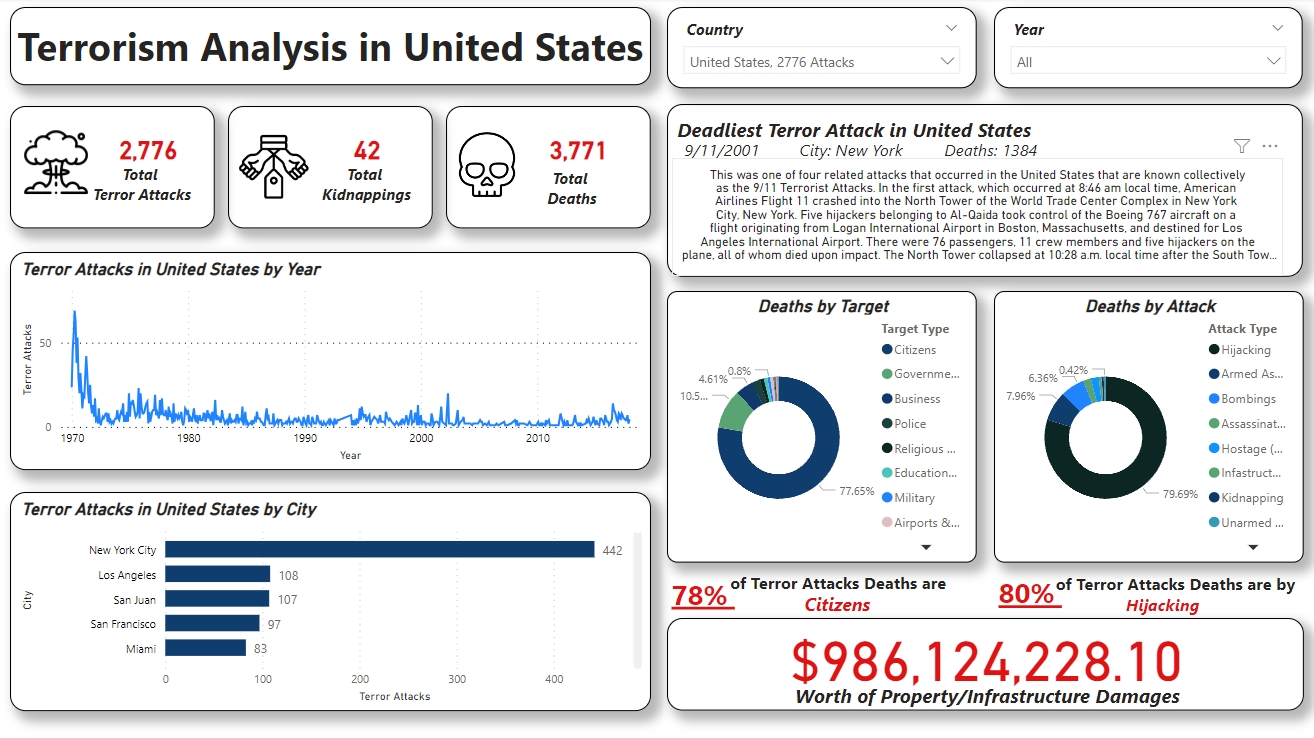 Terrorism Analysis in United States
Country
United States, 2776 Attacks
Year
All
2,776
Total
Terror Attacks
42
Total
Kidnappings
3,771
Total
Deaths
Deadliest Terror Attack in United States
9/11/2001 City: New York Deaths: 1384
This was one of four related attacks that occurred in the United States that are known collectively
as the 9/11 Terrorist Attacks. In the first attack, which occurred at 8:46 am local time, American
Airlines Flight 11 crashed into the North Tower of the World Trade Center Complex in New York
City, New York. Five hijackers belonging to Al-Qaida took control of the Boeing 767 aircraft on a
flight originating from Logan International Airport in Boston, Massachusetts, and destined for Los
Angeles International Airport. There were 76 passengers, 11 crew members and five hijackers on the
plane, all of whom died upon impact. The North Tower collapsed at 10:28 a.m. local time after the South Tow...
Terror Attacks in United States by Year
Terror Attacks
50
0
1970 1980 1990 2000 2010
Year
Terror Attacks in United States by City
City
New York City 442
Los Angeles 108
San Juan 107
San Francisco 97
Miami 83
0 100 200 300 400
Terror Attacks
Deaths by Target
Target Type
Citizens
Governme...
Business
Police
Religious ...
Education...
Military
Airports &...
0.8%
4.61%
10.5...
77.65%
Deaths by Attack
Attack Type
Hijacking
Armed As...
Bombings
Assassinat...
Hostage (...
Infastruct...
Kidnapping
Unarmed ...
0.42%
6.36%
7.96%
79.69%
78% of Terror Attacks Deaths are
Citizens
80% of Terror Attacks Deaths are by
Hijacking
$986,124,228.10
Worth of Property/Infrastructure Damages